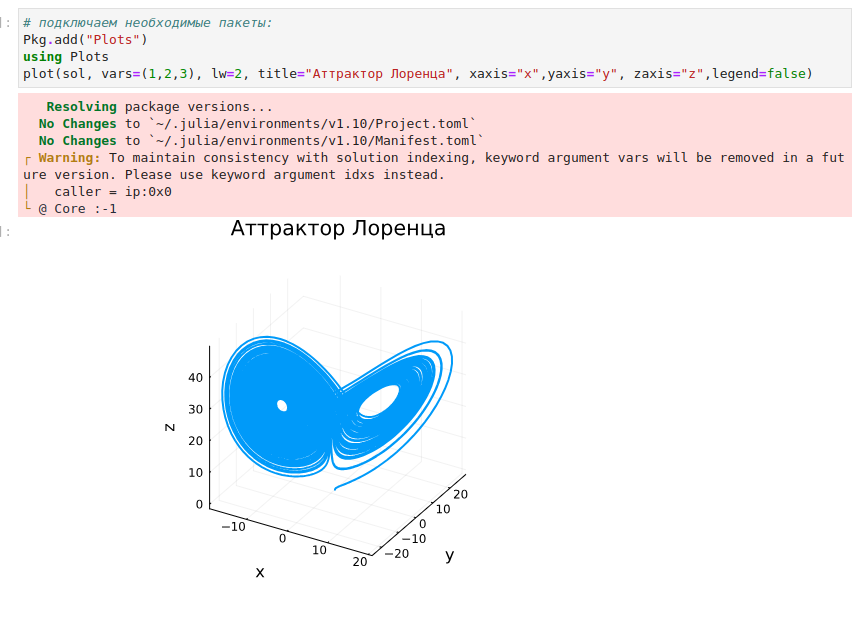 ]:
# подключаем необходимые пакеты:
Pkg.add("Plots")
using Plots
plot(sol, vars=(1,2,3), lw=2, title="Аттрактор Лоренца", xaxis="x",yaxis="y", zaxis="z",legend=false)
Resolving package versions...
No Changes to `~/.julia/environments/v1.10/Project.toml`
No Changes to `~/.julia/environments/v1.10/Manifest.toml`
┌ Warning: To maintain consistency with solution indexing, keyword argument vars will be removed in a fut
ure version. Please use keyword argument idxs instead.
│   caller = ip:0x0
└ @ Core :-1
]:
Аттрактор Лоренца
40
30
z
20
10
0
−10
0
10
20
x
20
10
0
−10
−20
y